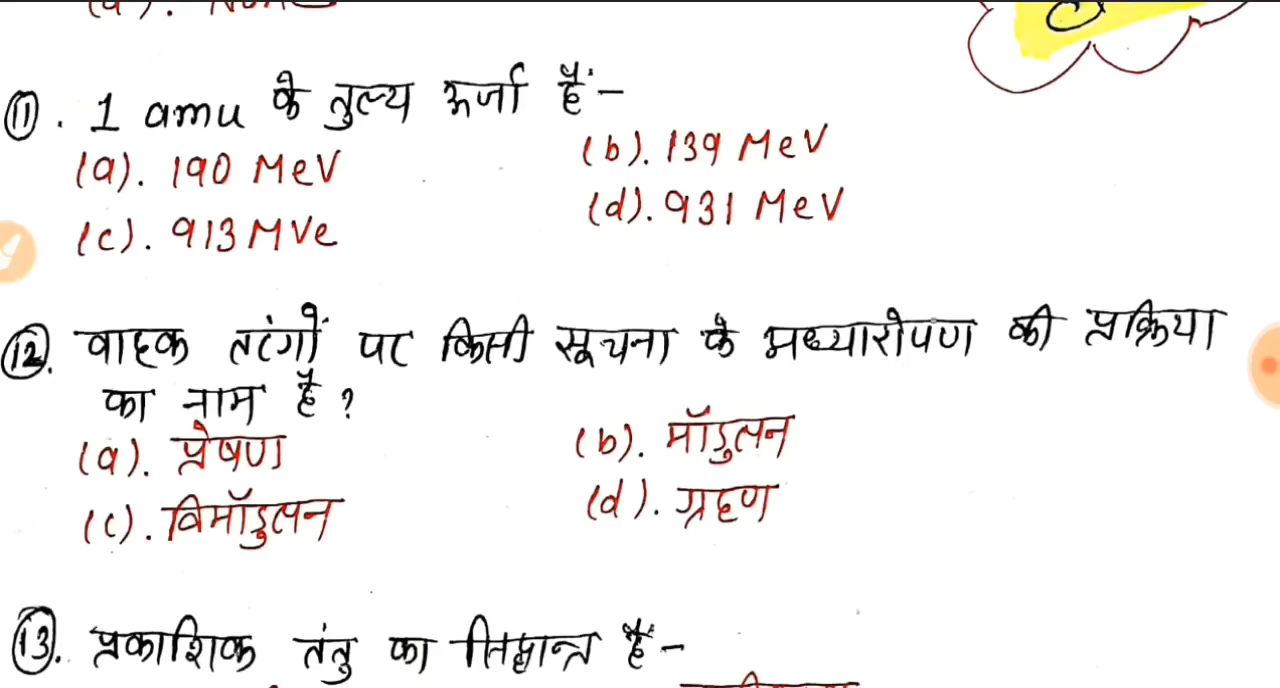 11. 1 amu के तुल्य ऊर्जा हैं-
(a). 190 MeV (b). 139 MeV
(c). 913 MVe (d). 931 MeV
12. वाहक तरंगों पर किसी सूचना के मध्यारोपण की प्रक्रिया
का नाम है ?
(a). प्रेषण (b). मॉडुलन
(c). विमॉडुलन (d). ग्रहण
13. प्रकाशिक तंतु का सिद्धान्त हैं-